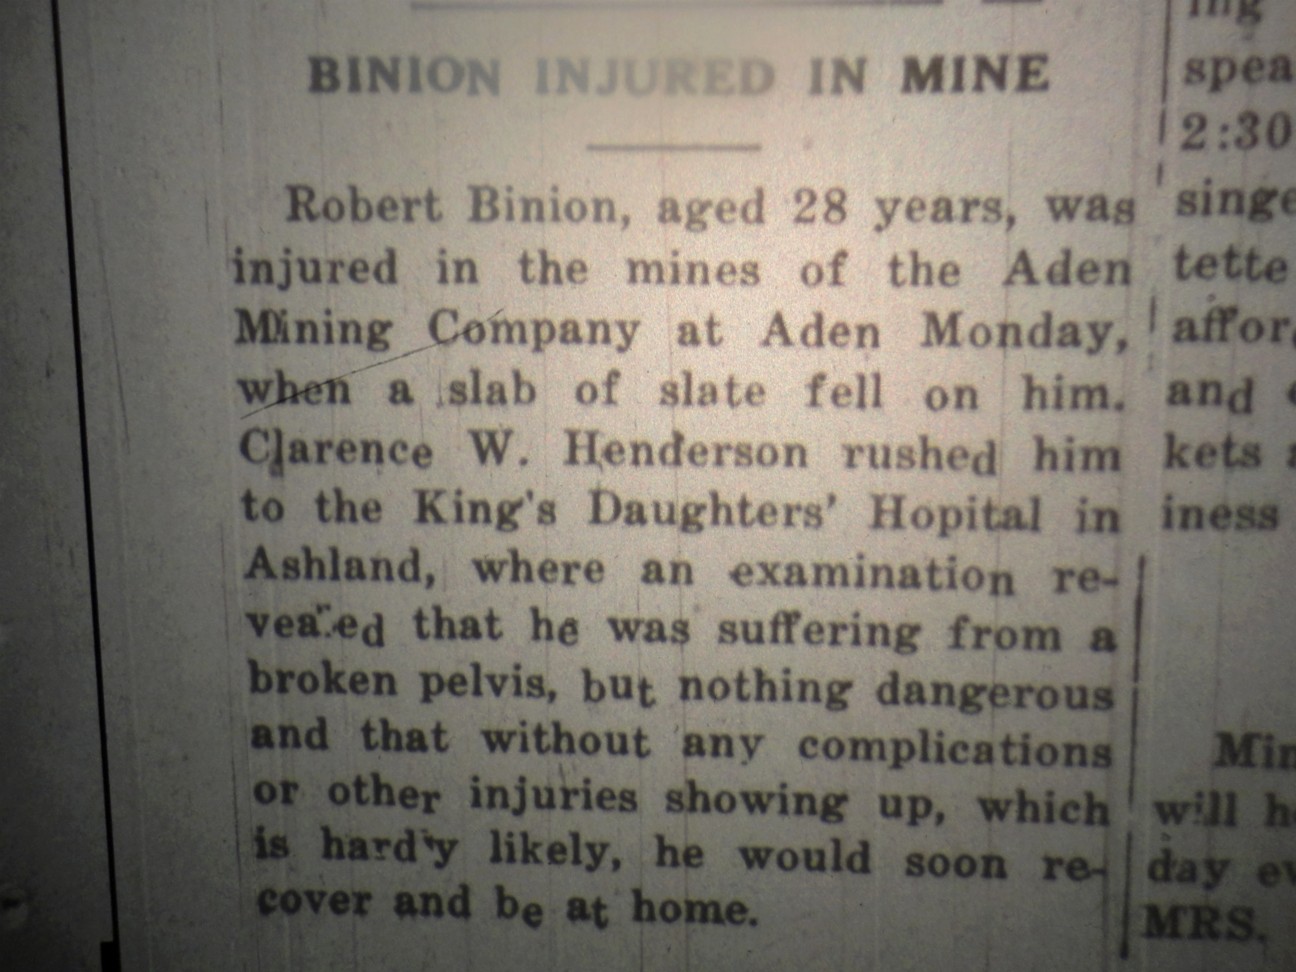 BINION INJURED IN MINE
Robert Binion, aged 28 years, was
injured in the mines of the Aden
Mining Company at Aden Monday,
when a slab of slate fell on him.
Clarence W. Henderson rushed him
to the King's Daughters' Hopital in
Ashland, where an examination re-
vealed that he was suffering from a
broken pelvis, but nothing dangerous
and that without any complications
or other injuries showing up, which
is hardly likely, he would soon re-
cover and be at home.
ing
spea
2:30
singe
tette
affor
and
kets
iness
Min
will h
day ev
MRS.